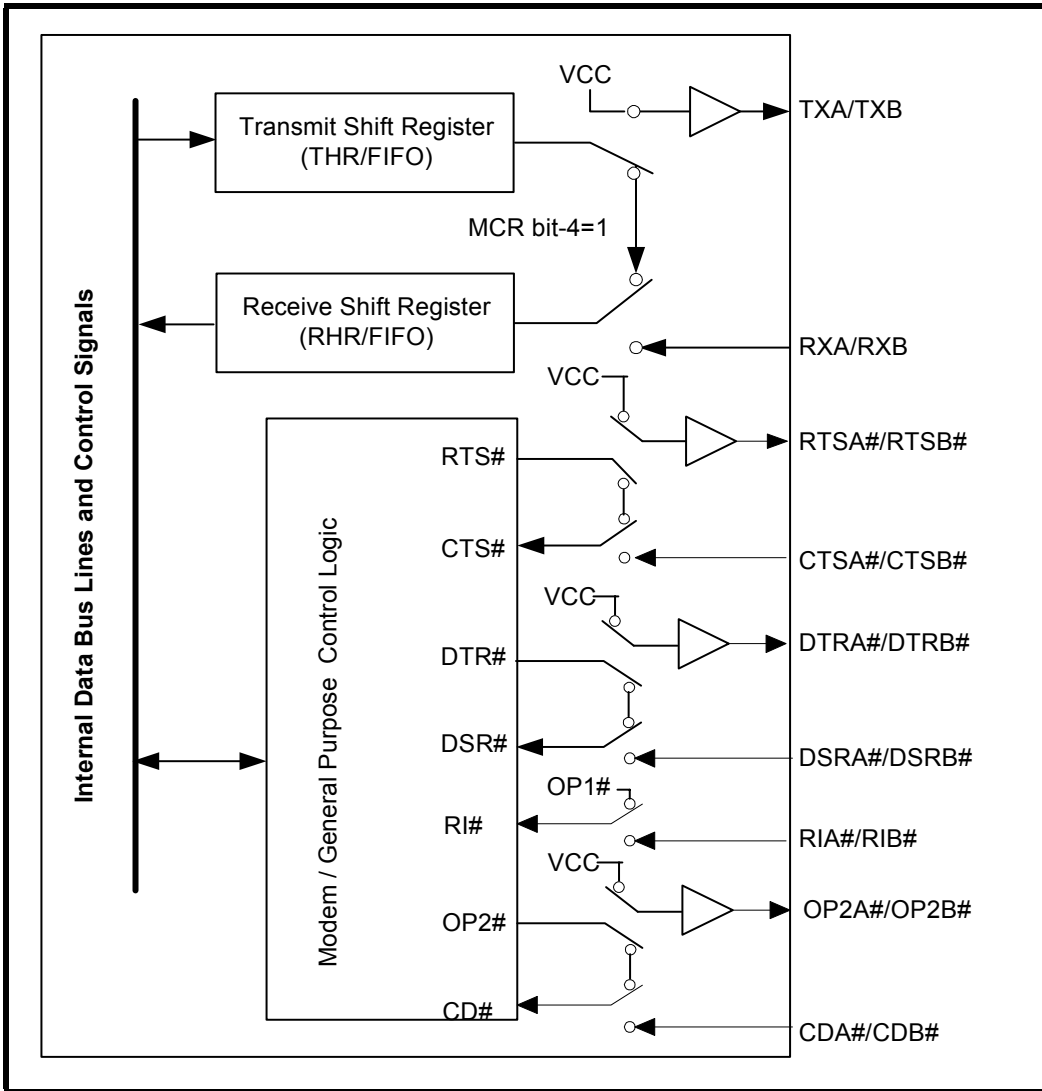 VCC
TXA/TXB
Transmit Shift Register
(THR/FIFO)
MCR bit-4=1
Receive Shift Register
(RHR/FIFO)
RXA/RXB
VCC
RTSA#/RTSB#
RTS#
CTS#
CTSA#/CTSB#
VCC
DTRA#/DTRB#
DTR#
DSR#
DSRA#/DSRB#
OP1#
RI#
RIA#/RIB#
VCC
OP2A#/OP2B#
OP2#
CD#
CDA#/CDB#
Internal Data Bus Lines and Control Signals
Modem / General Purpose Control Logic